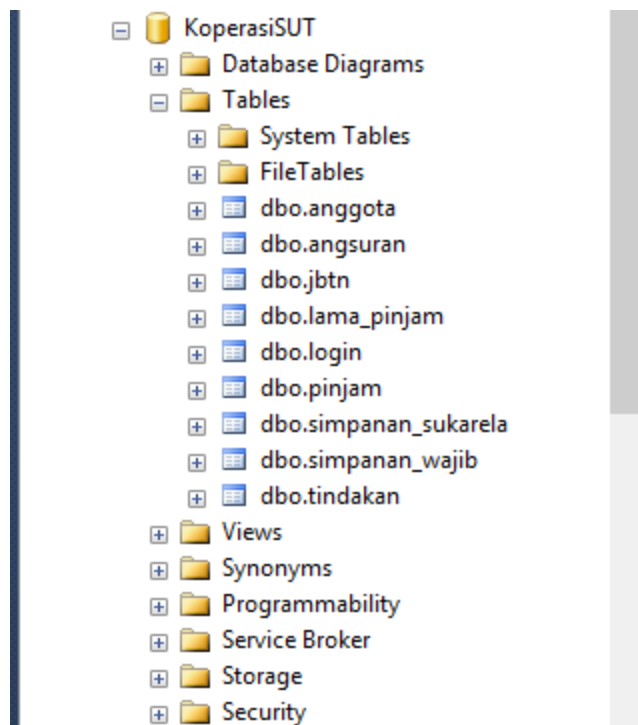 KoperasiSUT
Database Diagrams
Tables
System Tables
FileTables
dbo.anggota
dbo.angsuran
dbo.jbtn
dbo.lama_pinjam
dbo.login
dbo.pinjam
dbo.simpanan_sukarela
dbo.simpanan_wajib
dbo.tindakan
Views
Synonyms
Programmability
Service Broker
Storage
Security